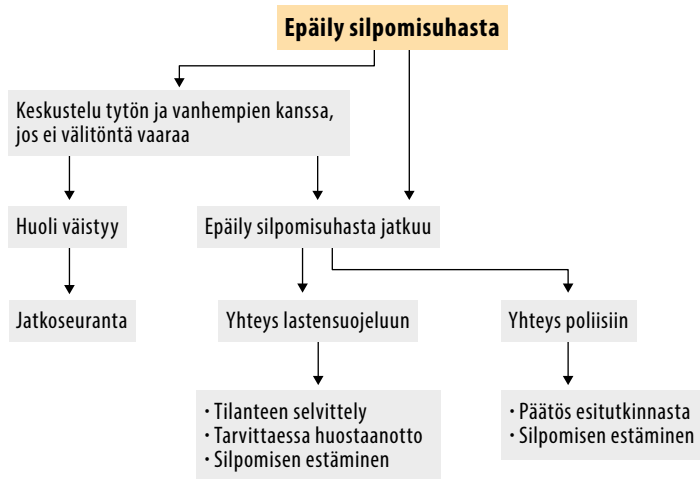 Epäily silpomisuhasta
Keskustelu tytön ja vanhempien kanssa,
jos ei välitöntä vaaraa
Huoli väistyy
Epäily silpomisuhasta jatkuu
Jatkoseuranta
Yhteys lastensuojeluun
Yhteys poliisiin
· Tilanteen selvittely
· Tarvittaessa huostaanotto
· Silpomisen estäminen
· Päätös esitutkinnasta
· Silpomisen estäminen